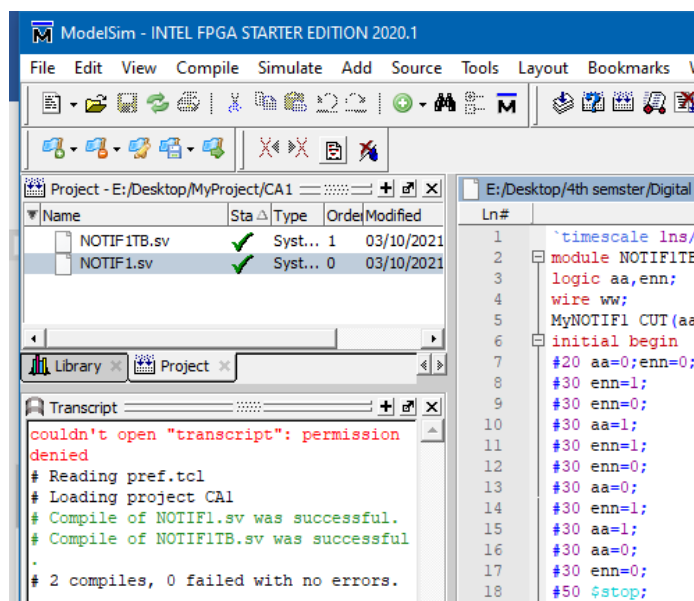 ModelSim - INTEL FPGA STARTER EDITION 2020.1
File Edit View Compile Simulate Add Source Tools Layout Bookmarks
Project - E:/Desktop/MyProject/CA1
Name Sta Type Order Modified
NOTIF1TB.sv Syst... 1 03/10/2021
NOTIF1.sv Syst... 0 03/10/2021
Library Project
Transcript
couldn't open "transcript": permission
denied
# Reading pref.tcl
# Loading project CA1
# Compile of NOTIF1.sv was successful.
# Compile of NOTIF1TB.sv was successful
.
# 2 compiles, 0 failed with no errors.
E:/Desktop/4th semster/Digital
Ln#
1 `timescale 1ns/
2 module NOTIF1TB
3 logic aa,enn;
4 wire ww;
5 MyNOTIF1 CUT(aa
6 initial begin
7 #20 aa=0;enn=0;
8 #30 enn=1;
9 #30 enn=0;
10 #30 aa=1;
11 #30 enn=1;
12 #30 enn=0;
13 #30 aa=0;
14 #30 enn=1;
15 #30 aa=1;
16 #30 aa=0;
17 #30 enn=0;
18 #50 $stop;